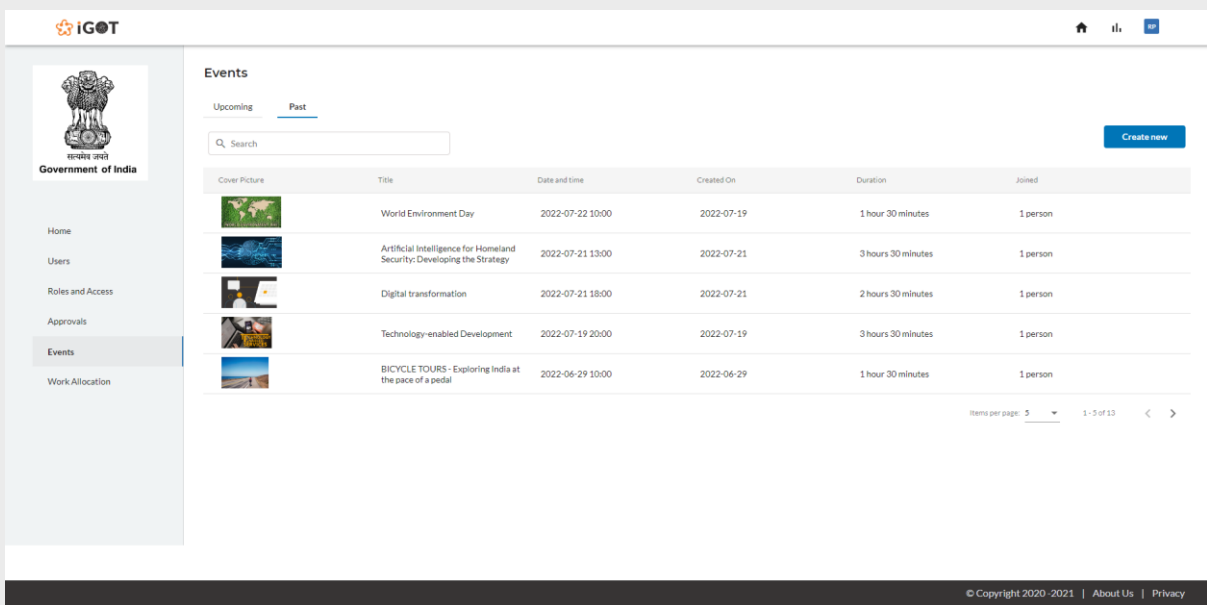 iGOT
RP
सत्यमेव जयते
Government of India
Home
Users
Roles and Access
Approvals
Events
Work Allocation
Events
Upcoming Past
Search
Create new
Cover Picture Title Date and time Created On Duration Joined
World Environment Day 2022-07-22 10:00 2022-07-19 1 hour 30 minutes 1 person
Artificial Intelligence for Homeland
Security: Developing the Strategy 2022-07-21 13:00 2022-07-21 3 hours 30 minutes 1 person
Digital transformation 2022-07-21 18:00 2022-07-21 2 hours 30 minutes 1 person
Technology-enabled Development 2022-07-19 20:00 2022-07-19 3 hours 30 minutes 1 person
BICYCLE TOURS - Exploring India at
the pace of a pedal 2022-06-29 10:00 2022-06-29 1 hour 30 minutes 1 person
Items per page: 5 1 - 5 of 13
© Copyright 2020 -2021 | About Us | Privacy